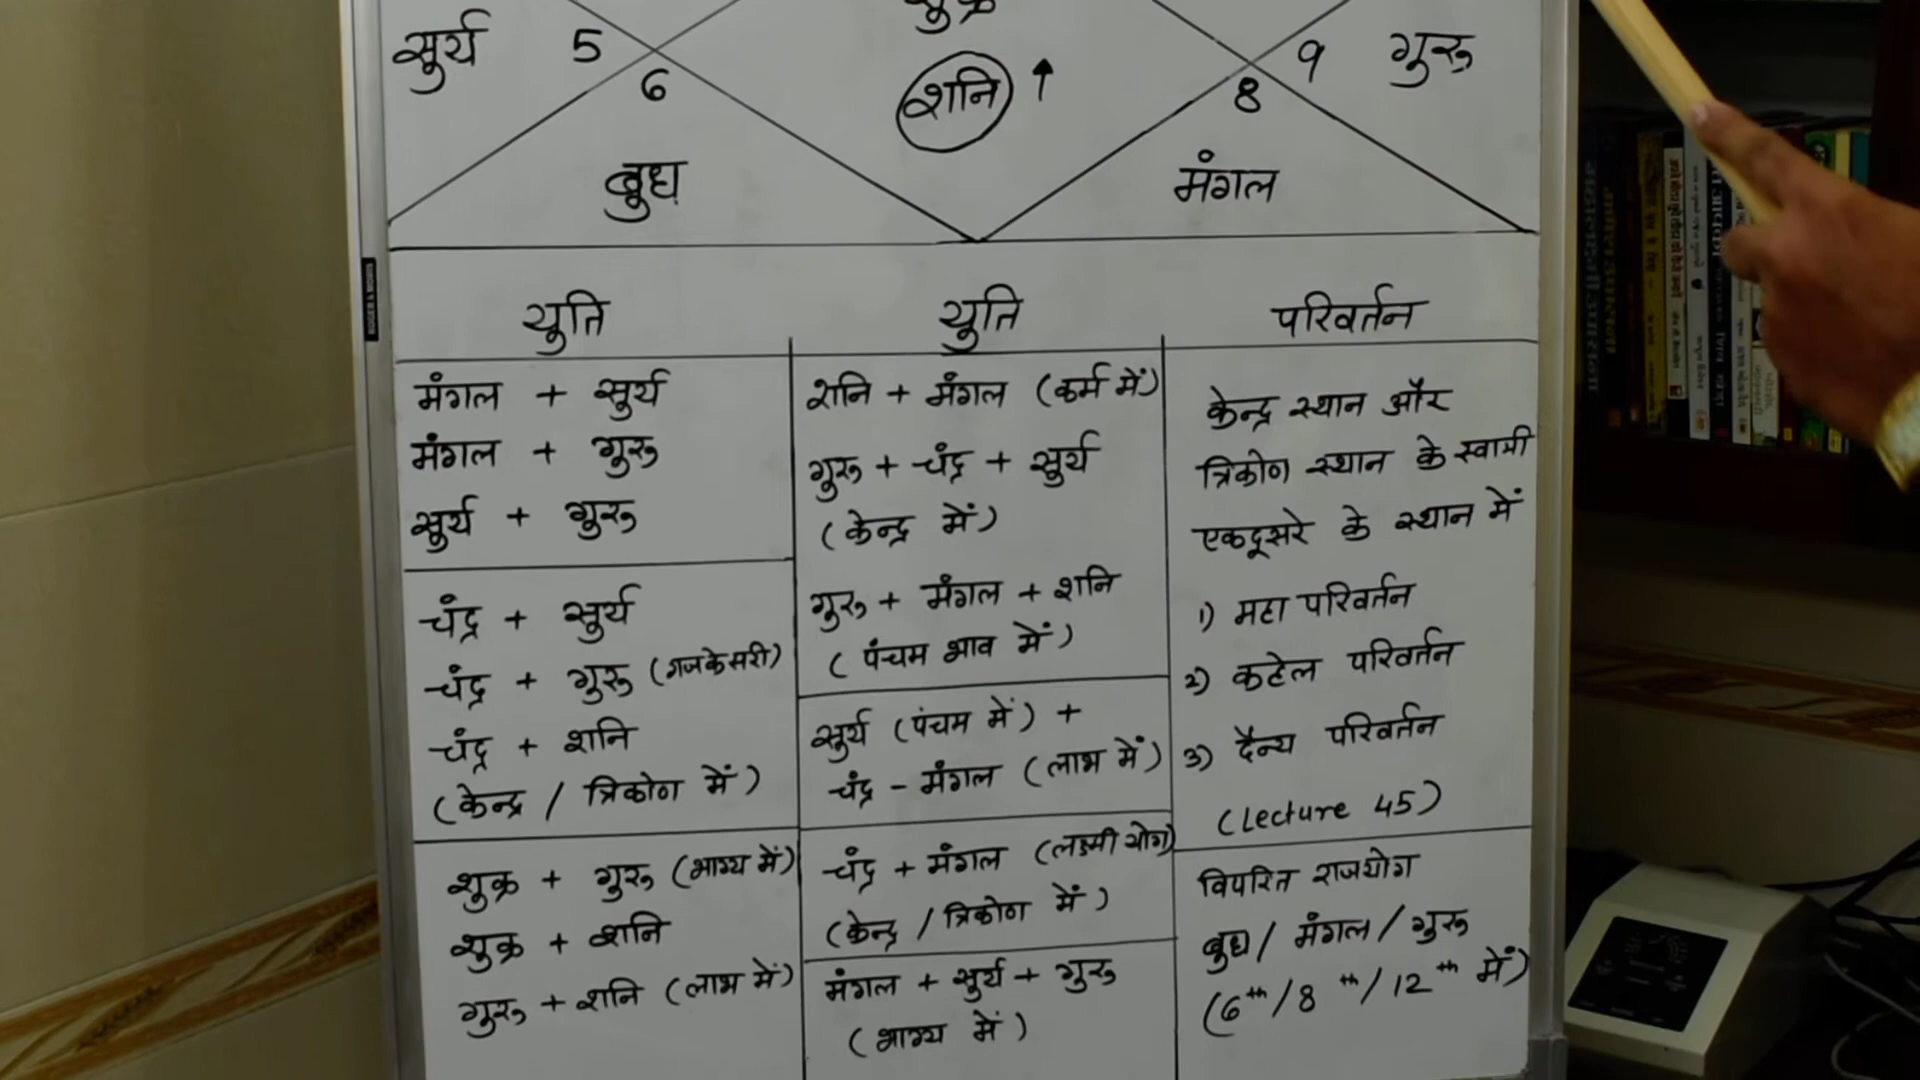 सुर्य 5
6
शनि ↑
9 गुरु
8
बुध
मंगल
युति
मंगल + सुर्य
मंगल + गुरु
सुर्य + गुरु
चंद्र + सुर्य
चंद्र + गुरु (गजकेसरी)
चंद्र + शनि
(केन्द्र / त्रिकोण में)
शुक्र + गुरु (भाग्य में)
शुक्र + शनि
गुरु + शनि (लाभ में)
युति
शनि + मंगल (कर्म में)
गुरु + चंद्र + सुर्य
(केन्द्र में)
गुरु + मंगल + शनि
(पंचम भाव में)
सुर्य (पंचम में) +
चंद्र - मंगल (लाभ में)
चंद्र + मंगल (लक्ष्मी योग)
(केन्द्र / त्रिकोण में)
मंगल + सुर्य + गुरु
(भाग्य में)
परिवर्तन
केन्द्र स्थान और
त्रिकोण स्थान के स्वामी
एकदूसरे के स्थान में
1) महा परिवर्तन
2) कहेल परिवर्तन
3) दैन्य परिवर्तन
(Lecture 45)
विपरित राजयोग
बुध / मंगल / गुरु
(6th / 8th / 12th में)